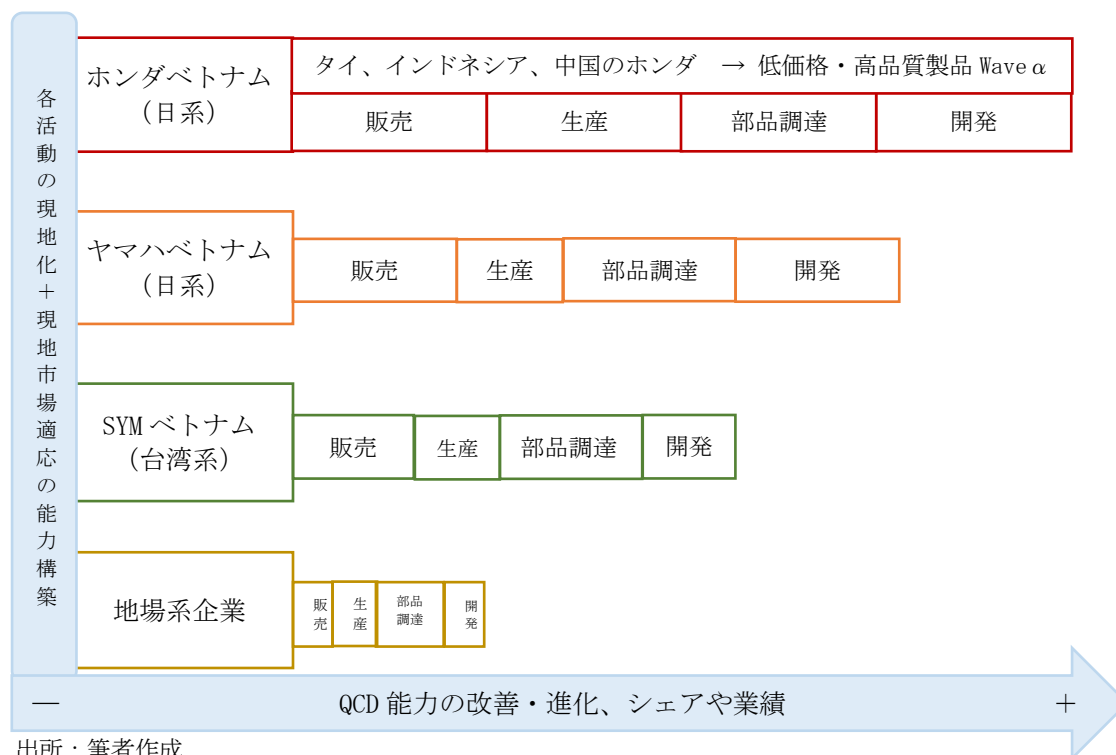 各活動の現地化＋現地市場適応の能力構築
ホンダベトナム
（日系）
タイ、インドネシア、中国のホンダ　→ 低価格・高品質製品 Wave α
販売
生産
部品調達
開発
ヤマハベトナム
（日系）
販売
生産
部品調達
開発
SYM ベトナム
（台湾系）
販売
生産
部品調達
開発
地場系企業
販売
生産
部品
調達
開発
―
QCD 能力の改善・進化、シェアや業績
＋
出所：筆者作成